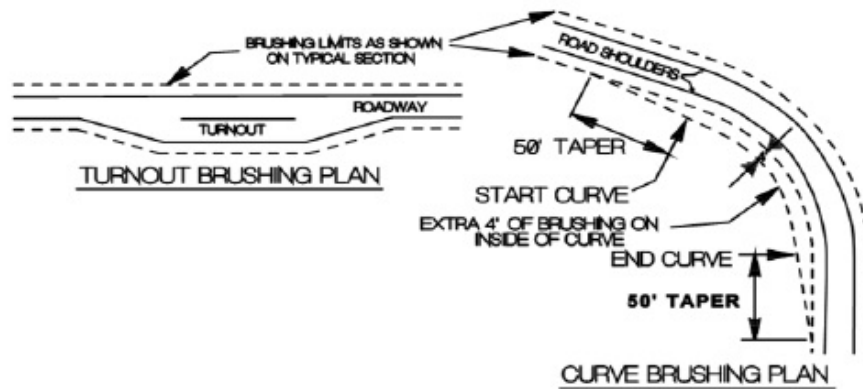 BRUSHING LIMITS AS SHOWN
ON TYPICAL SECTION
ROADWAY
TURNOUT
TURNOUT BRUSHING PLAN
ROAD SHOULDERS
50' TAPER
START CURVE
EXTRA 4' OF BRUSHING ON
INSIDE OF CURVE
END CURVE
50' TAPER
CURVE BRUSHING PLAN